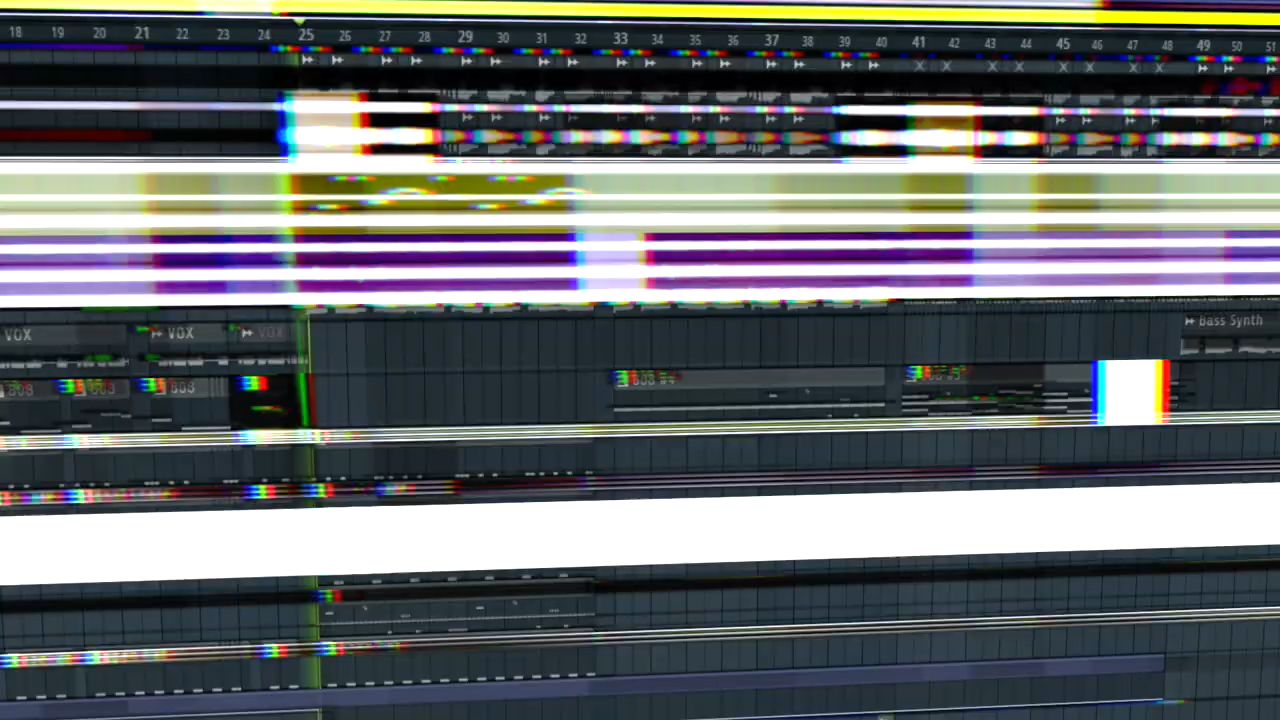 18 19 20 21 22 23 24 25 26 27 28 29 30 31 32 33 34 35 36 37 38 39 40 41 42 43 44 45 46 47 48 49 50 51
VOX VOX VOX
Bass Synth
808 808 808 808